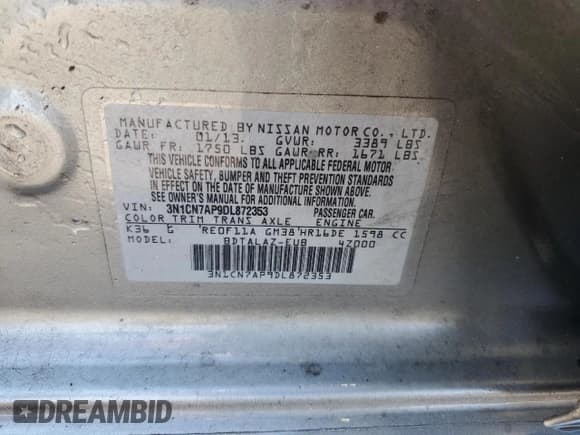 MANUFACTURED BY NISSAN MOTOR CO., LTD.
DATE: 01/13. GVWR: 3389 LBS
GAWR FR: 1750 LBS GAWR RR: 1671 LBS
THIS VEHICLE CONFORMS TO ALL APPLICABLE FEDERAL MOTOR
VEHICLE SAFETY, BUMPER AND THEFT PREVENTION STANDARDS
IN EFFECT ON THE DATE OF MANUFACTURE SHOWN ABOVE.
SEE OWNERS MANUAL FOR ADDITIONAL INFORMATION.
VIN: 3N1CN7AP9DL872353 PASSENGER CAR.
COLOR TRIM TRANS AXLE ENGINE
K36 G RE0F11A GM38 HR16DE 1598 CC
MODEL: BDTALAZ-EUB 4Z000
3N1CN7AP9DL872353
DREAMBID